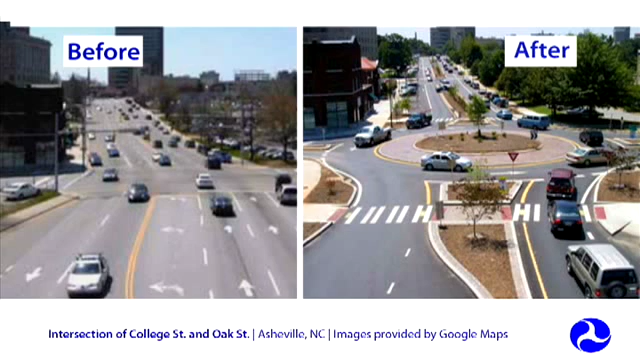 Before
After
Intersection of College St. and Oak St. | Asheville, NC | Images provided by Google Maps